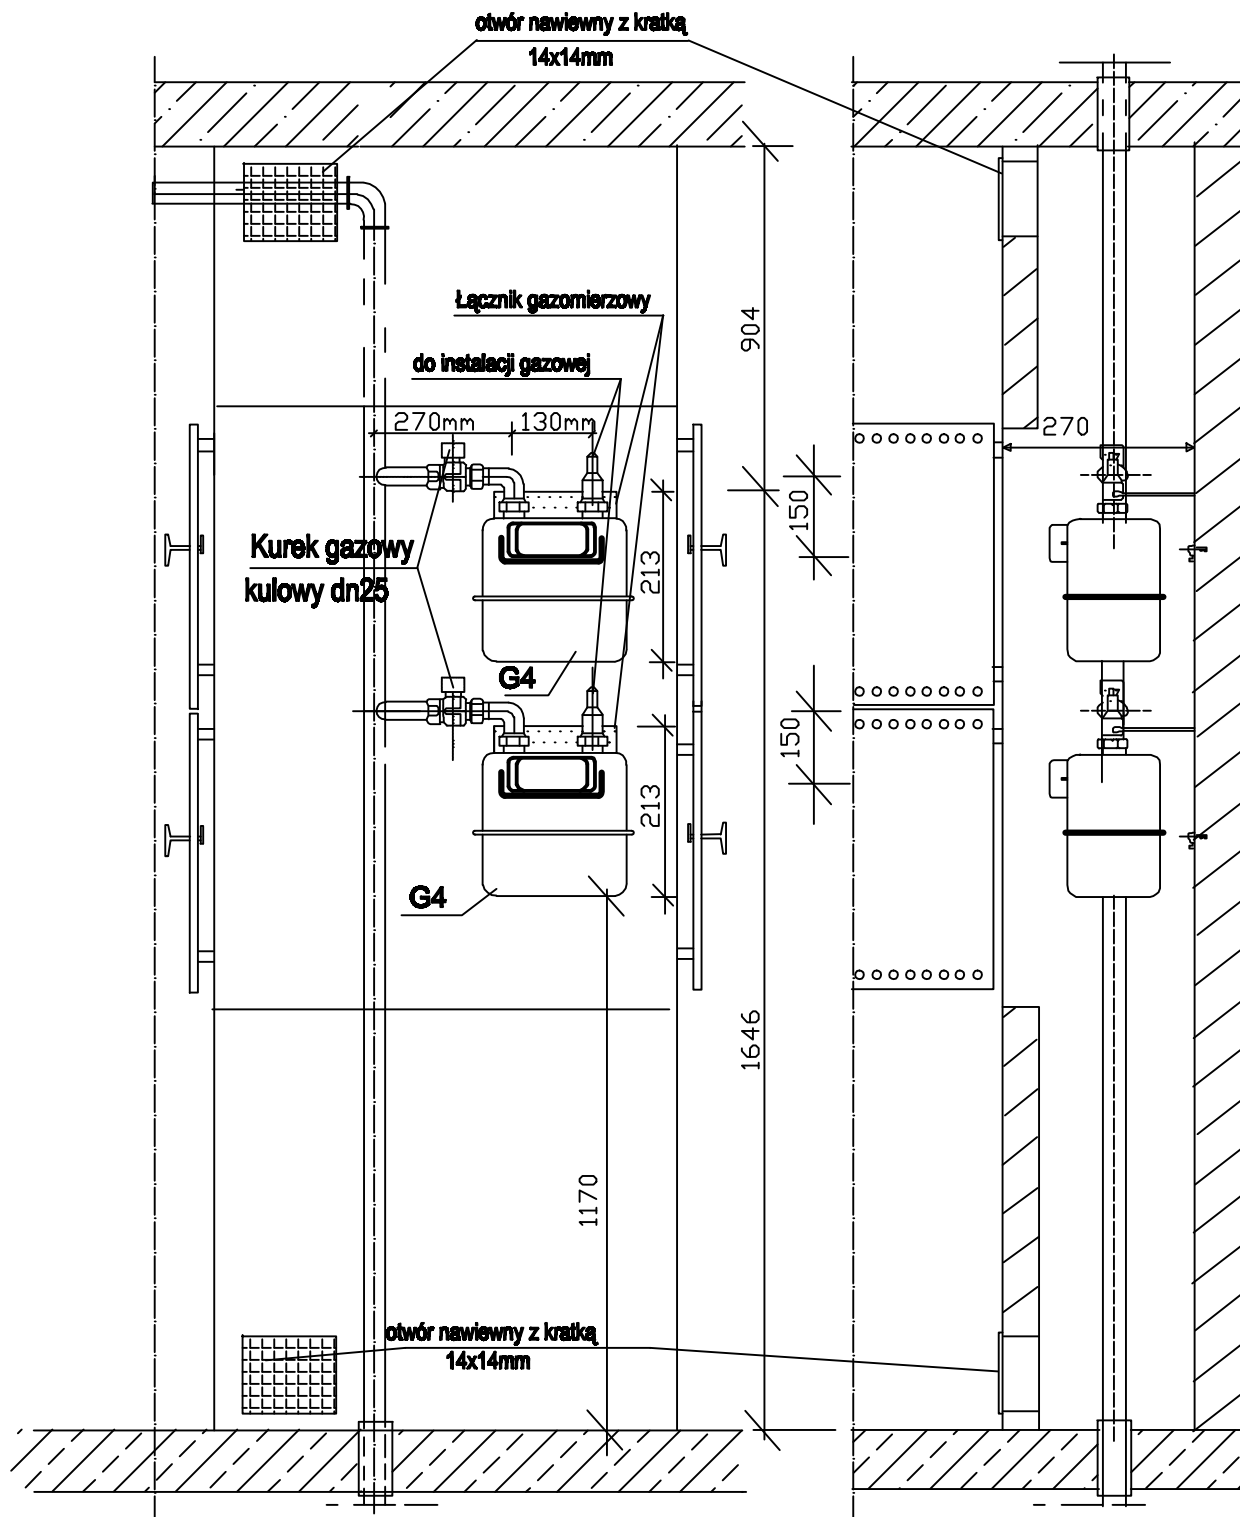 otwór nawiewny z kratką
14x14mm
Łącznik gazomierzowy
904
do instalacji gazowej
270mm
130mm
270
150
Kurek gazowy
kulowy dn25
213
G4
150
213
G4
1646
1170
otwór nawiewny z kratką
14x14mm